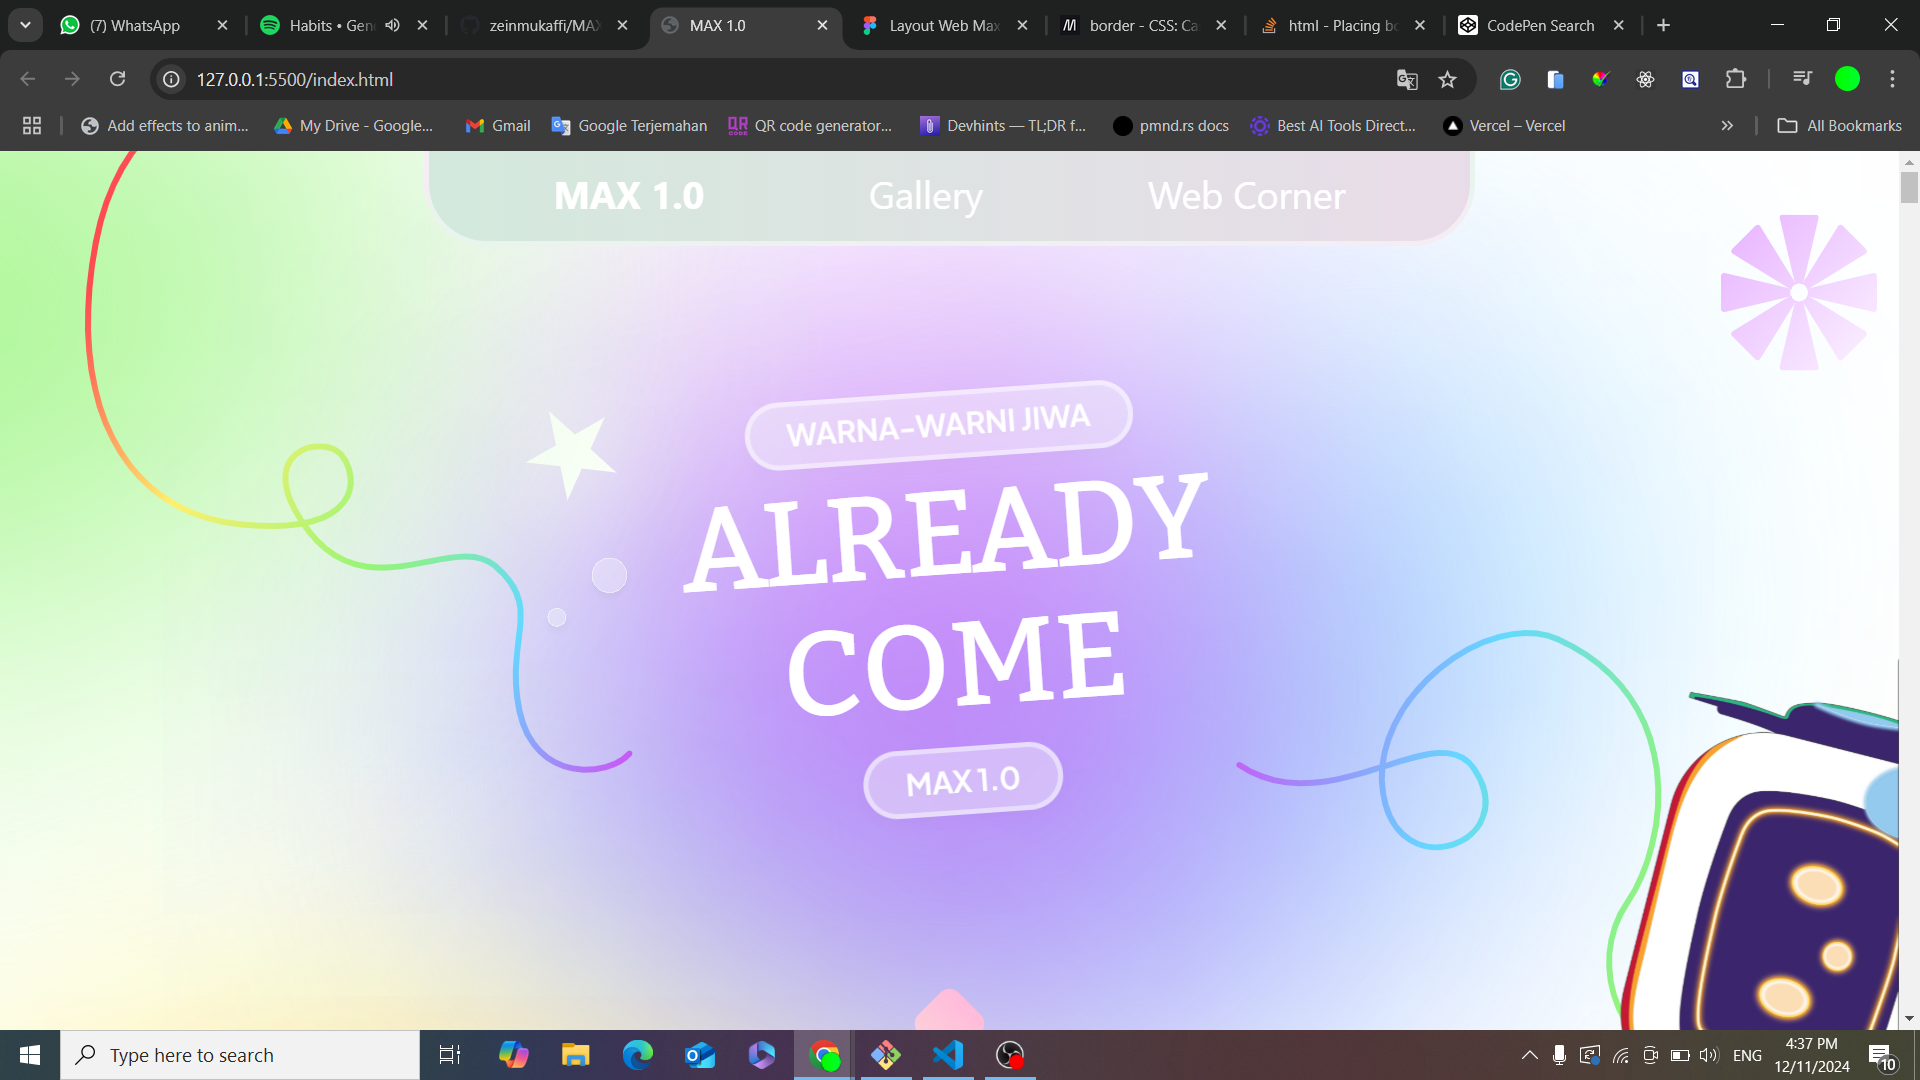 (7) WhatsApp
Habits • Gen
zeinmukaffi/MAX
MAX 1.0
Layout Web Max
border - CSS: Ca
html - Placing bo
CodePen Search
127.0.0.1:5500/index.html
Add effects to anim...
My Drive - Google...
Gmail
Google Terjemahan
QR code generator...
Devhints — TL;DR f...
pmnd.rs docs
Best AI Tools Direct...
Vercel – Vercel
All Bookmarks
MAX 1.0
Gallery
Web Corner
WARNA-WARNI JIWA
ALREADY
COME
MAX 1.0
Type here to search
ENG
4:37 PM
12/11/2024
10